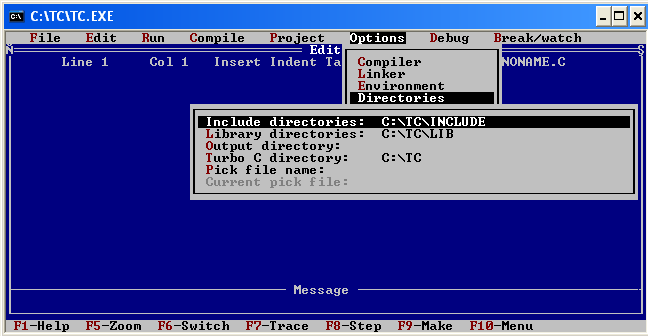 C:\TC\TC.EXE
File Edit Run Compile Project Options Debug Break/watch
Edit
Line 1 Col 1 Insert Indent Ta NONAME.C
Compiler
Linker
Environment
Directories
Include directories: C:\TC\INCLUDE
Library directories: C:\TC\LIB
Output directory:
Turbo C directory: C:\TC
Pick file name:
Current pick file:
Message
F1-Help F5-Zoom F6-Switch F7-Trace F8-Step F9-Make F10-Menu